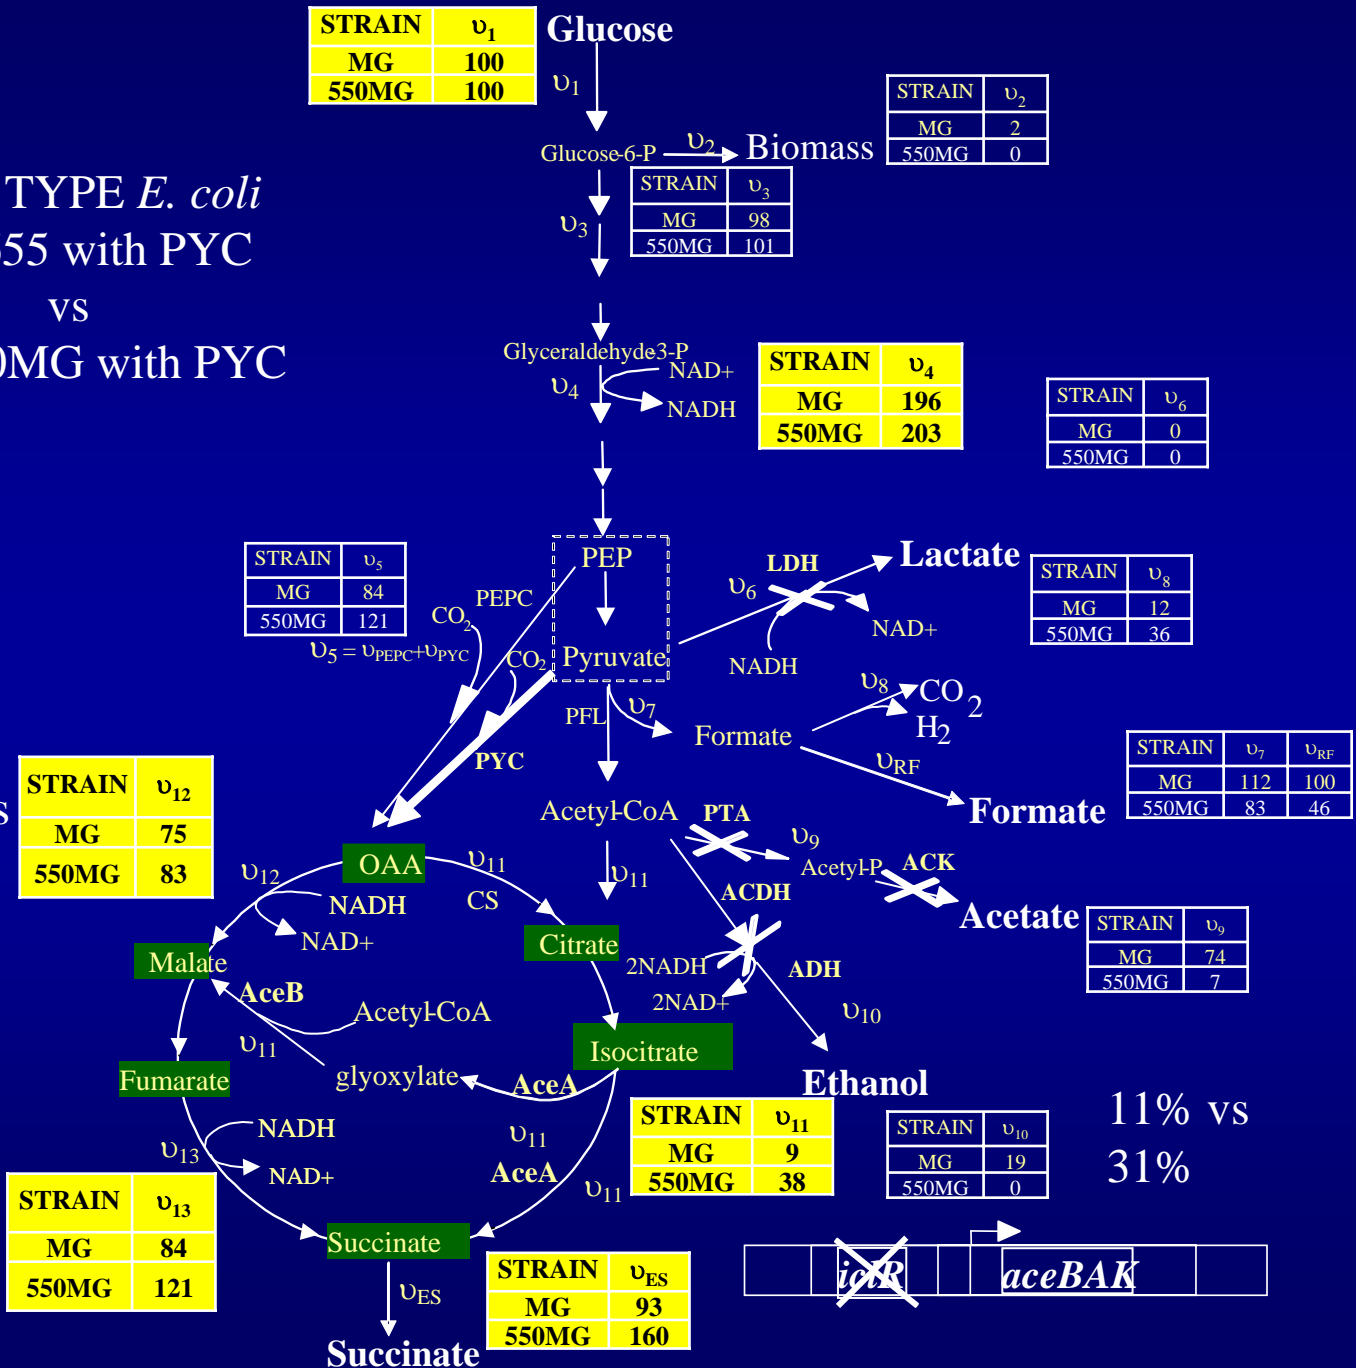 STRAIN υ1
MG 100
550MG 100
Glucose
υ1
STRAIN υ2
MG 2
550MG 0
Glucose-6-P
υ2
Biomass
STRAIN υ3
MG 98
550MG 101
υ3
TYPE E. coli
55 with PYC
vs
0MG with PYC
Glyceraldehyde-3-P
υ4
NAD+
NADH
STRAIN υ4
MG 196
550MG 203
STRAIN υ6
MG 0
550MG 0
STRAIN υ5
MG 84
550MG 121
υ5 = υPEPC+υPYC
PEPC
CO2
CO2
PEP
Pyruvate
LDH
υ6
Lactate
NAD+
NADH
STRAIN υ8
MG 12
550MG 36
PFL
υ7
Formate
υ8
CO2
H2
υRF
Formate
STRAIN υ7 υRF
MG 112 100
550MG 83 46
PYC
s
STRAIN υ12
MG 75
550MG 83
Acetyl-CoA
PTA
υ9
Acetyl-P
ACK
Acetate
STRAIN υ9
MG 74
550MG 7
OAA
υ11
CS
υ11
ACDH
υ12
NADH
NAD+
Citrate
2NADH
2NAD+
ADH
υ10
Ethanol
Malate
AceB
Acetyl-CoA
υ11
glyoxylate
AceA
Isocitrate
Fumarate
υ11
AceA
υ11
STRAIN υ11
MG 9
550MG 38
STRAIN υ10
MG 19
550MG 0
11% vs
31%
NADH
υ13
NAD+
STRAIN υ13
MG 84
550MG 121
Succinate
υES
Succinate
STRAIN υES
MG 93
550MG 160
iclR
aceBAK